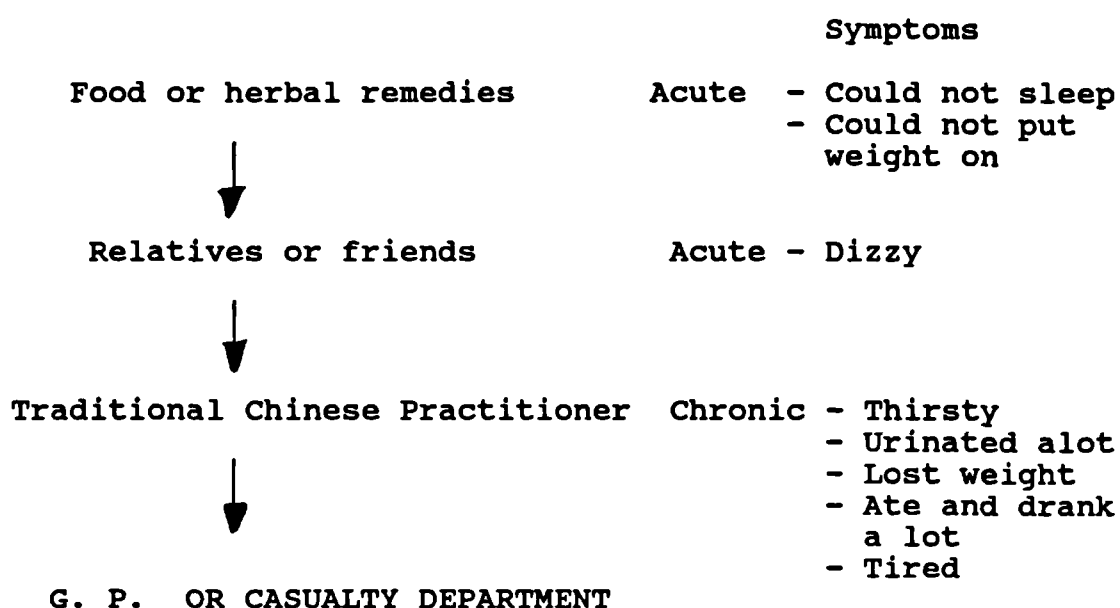 Symptoms
Food or herbal remedies Acute - Could not sleep
- Could not put
weight on
Relatives or friends Acute - Dizzy
Traditional Chinese Practitioner Chronic - Thirsty
- Urinated alot
- Lost weight
- Ate and drank
a lot
- Tired
G. P. OR CASUALTY DEPARTMENT